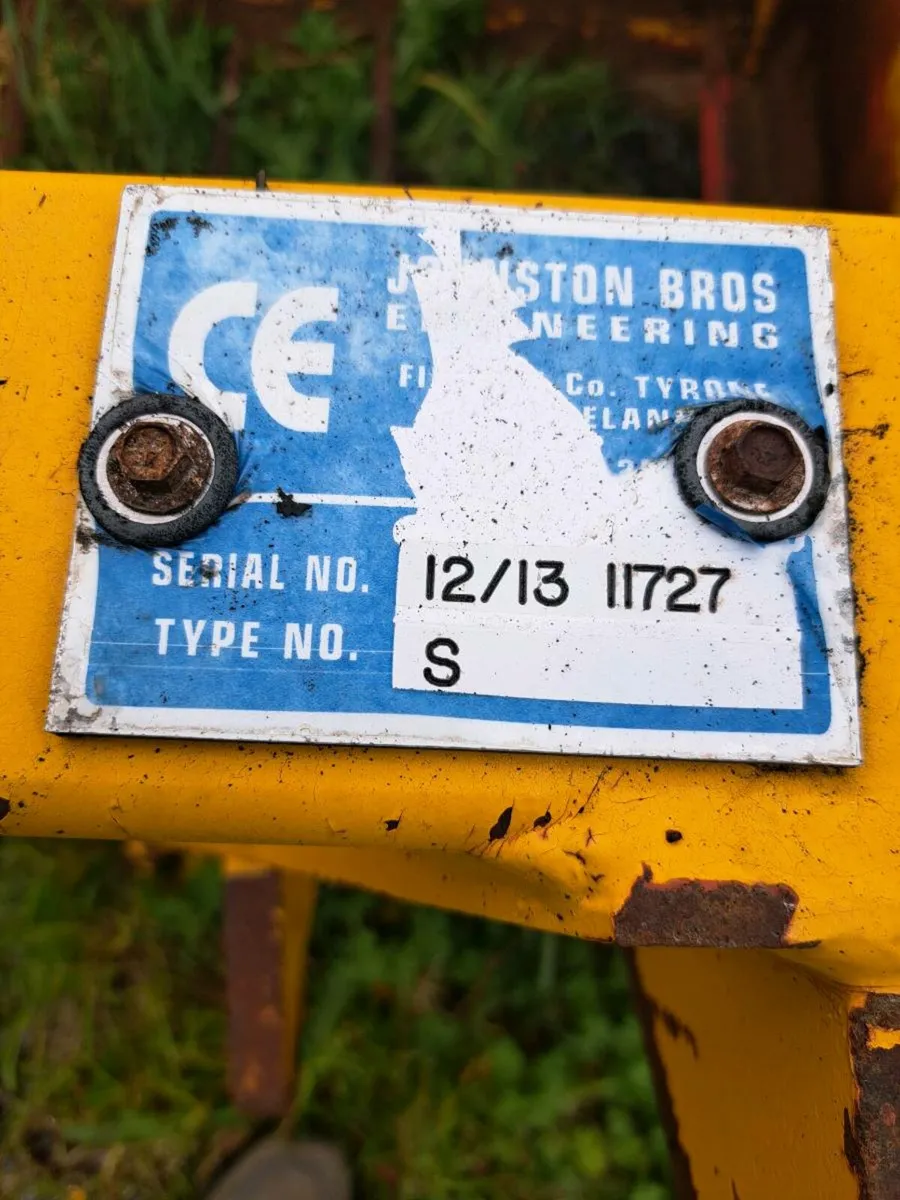 CE
STON BROS
NEERING
Co. TYRONE
SERIAL NO. 12/13 11727
TYPE NO. S